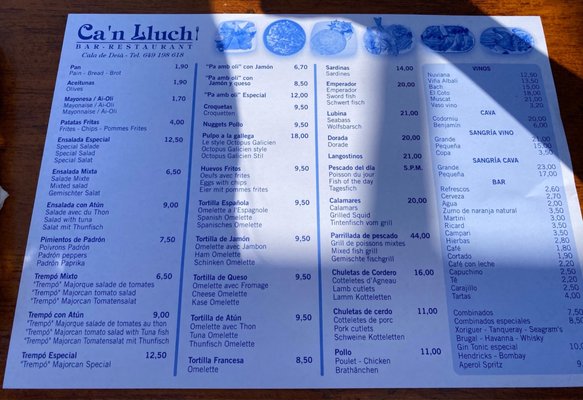 Ca'n Lluch
BAR - RESTAURANT
Cala de Deià - Tel. 649 198 618
Pan 1,90
Pain - Bread - Brot
Aceitunas 1,90
Olives
Mayonesa / Ai-Oli 1,70
Mayonaise / Ai-Oli
Mayonnaise / Ai-Oli
Patatas Fritas 4,00
Frites - Chips - Pommes Frites
Ensalada Especial 12,50
Special Salade
Special Salad
Special Salat
Ensalada Mixta 6,50
Salade Mixte
Mixted salad
Gemischter Salat
Ensalada con Atún 9,00
Salade avec du Thon
Salad with tuna
Salat mit Thunfisch
Pimientos de Padrón 7,50
Poivrons Padrón
Padrón peppers
Padrón Paprika
Trempó Mixto 6,50
"Trempó" Majorque salade de tomates
"Trempó" Majorcan tomato salad
"Trempó" Majorcan Tomatensalat
Trempó con Atún 9,00
"Trempó" Majorque salade de tomates au thon
"Trempó" Majorcan tomato salad with Tuna fish
"Trempó" Majorcan Tomatensalat mit Thunfisch
Trempó Especial 12,50
"Trempó" Majorcan Special
"Pa amb oli" con Jamón 6,70
"Pa amb oli" con
Jamón y queso 8,50
"Pa amb oli" Especial 12,00
Croquetas 9,50
Croquetten
Nuggets Pollo 9,50
Pulpo a la gallega 18,00
Le style Octopus Galicien
Octopus Galicien Style
Octopus Galicien Stif
Huevos Fritos 9,50
Oeufs avec frites
Eggs with chips
Eier mit pommes frites
Tortilla Española 9,50
Omelette a l'Espagnole
Spanish Omelette
Spanisches Omelette
Tortilla de Jamón 9,50
Omelette avec Jambon
Ham Omelette
Schinken Omelette
Tortilla de Queso 9,50
Omelette avec Fromage
Cheese Omelette
Kase Omelette
Tortilla de Atún 9,50
Omelette avec Thon
Tuna Omelette
Thunfisch Omelette
Tortilla Francesa 8,50
Omelette
Sardinas 14,00
Sardines
Emperador 20,00
Empereur
Sword fish
Schwert fisch
Lubina 21,00
Seabass
Wolfsbarsch
Dorada 20,00
Dorade
Langostinos 21,00
Pescado del día S.P.M.
Poisson du jour
Fish of the day
Tagesfich
Calamares 20,00
Calamars
Grilled Squid
Tintenfisch vom grill
Parrillada de pescado 44,00
Grill de poissons mixtes
Mixed fish grill
Gemischte fischgrill
Chuletas de Cordero 16,00
Cotteletes d'Agneau
Lamb cutlets
Lamm Kotteletten
Chuletas de cerdo 11,00
Cotteletes de porc
Pork cutlets
Schweine Kotteletten
Pollo 11,00
Poulet - Chicken
Brathänchen
VINOS
Nuviana 12,50
Viña Albali 13,50
Bach 15,00
El Coto 18,00
Muscat 21,00
Vaso vino 3,20
CAVA
Codorniu 20,00
Benjamin 6,00
SANGRÍA VINO
Grande
Pequeña 15,00
Copa
SANGRÍA CAVA
Grande 23,00
Pequeña 17,00
BAR
Refrescos 2,60
Cerveza 2,70
Agua 2,00
Zumo de naranja natural 3,50
Martini 3,00
Ricard 3,50
Campari 3,50
Hierbas 2,80
Café 1,80
Cortado 1,90
Café con leche 2,20
Capuchino 2,50
Té 2,20
Carajillo 2,50
Tartas 4,00
Combinados 7,50
Combinados especiales 8,50
Xoriguer - Tanqueray - Seagram's
Brugal - Havanna - Whisky
Gin Tonic especial
Hendricks - Bombay
Aperol Spritz